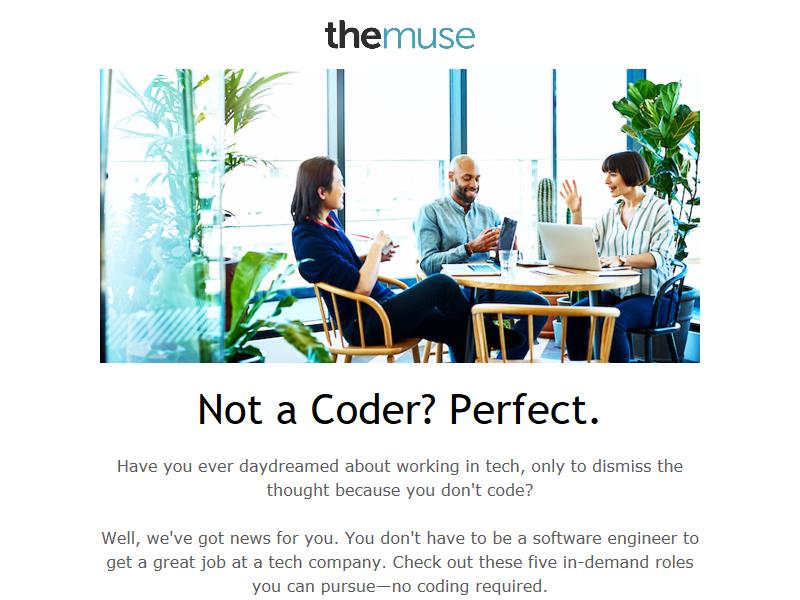 themuse
Not a Coder? Perfect.
Have you ever daydreamed about working in tech, only to dismiss the
thought because you don't code?
Well, we've got news for you. You don't have to be a software engineer to
get a great job at a tech company. Check out these five in-demand roles
you can pursue—no coding required.